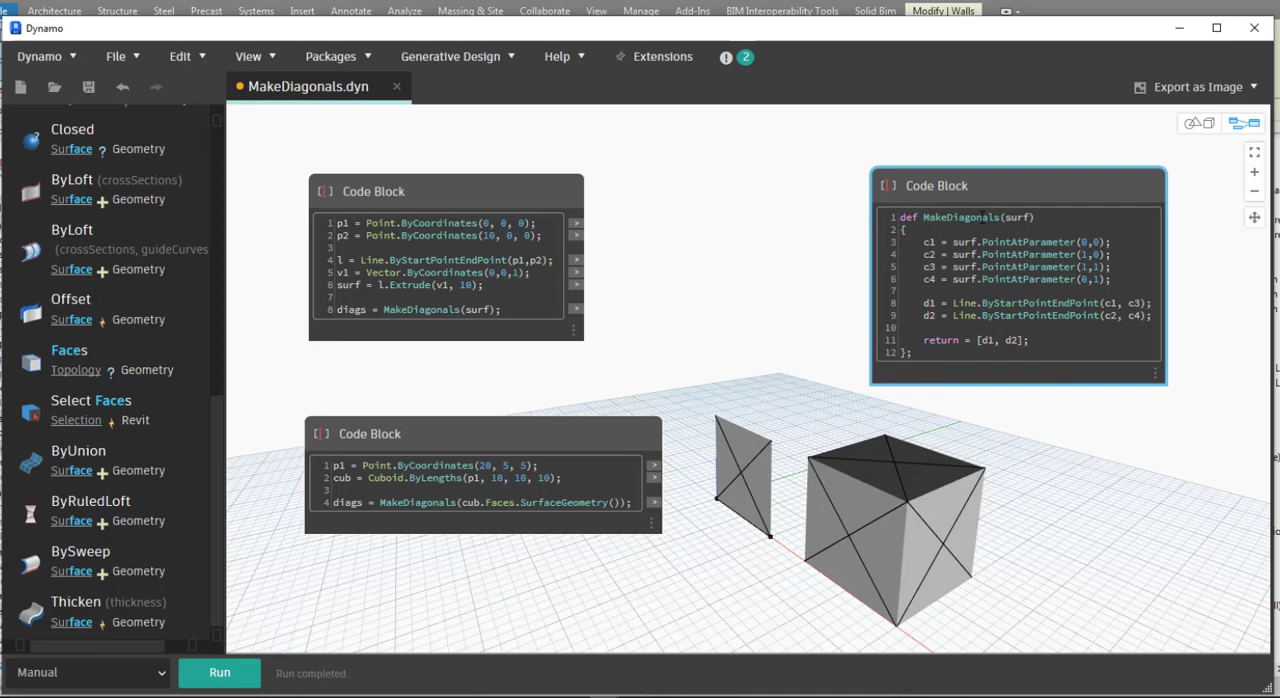 Architecture Structure Steel Precast Systems Insert Annotate Analyze Massing & Site Collaborate View Manage Add-Ins BIM Interoperability Tools Solid Bim Modify | Walls
Dynamo
Dynamo File Edit View Packages Generative Design Help Extensions ! 2
MakeDiagonals.dyn
Export as Image
Closed
Surface ? Geometry
ByLoft (crossSections)
Surface + Geometry
ByLoft
(crossSections, guideCurves
Surface + Geometry
Offset
Surface Geometry
Faces
Topology ? Geometry
Select Faces
Selection Revit
ByUnion
Surface + Geometry
ByRuledLoft
Surface + Geometry
BySweep
Surface + Geometry
Thicken (thickness)
Surface Geometry
Code Block
1 p1 = Point.ByCoordinates(0, 0, 0);
2 p2 = Point.ByCoordinates(10, 0, 0);
3
4 l = Line.ByStartPointEndPoint(p1,p2);
5 v1 = Vector.ByCoordinates(0,0,1);
6 surf = l.Extrude(v1, 10);
7
8 diags = MakeDiagonals(surf);
Code Block
1 def MakeDiagonals(surf)
2 {
3 c1 = surf.PointAtParameter(0,0);
4 c2 = surf.PointAtParameter(1,0);
5 c3 = surf.PointAtParameter(1,1);
6 c4 = surf.PointAtParameter(0,1);
7
8 d1 = Line.ByStartPointEndPoint(c1, c3);
9 d2 = Line.ByStartPointEndPoint(c2, c4);
10
11 return = [d1, d2];
12 };
Code Block
1 p1 = Point.ByCoordinates(20, 5, 5);
2 cub = Cuboid.ByLengths(p1, 10, 10, 10);
3
4 diags = MakeDiagonals(cub.Faces.SurfaceGeometry());
Manual
Run
Run completed.